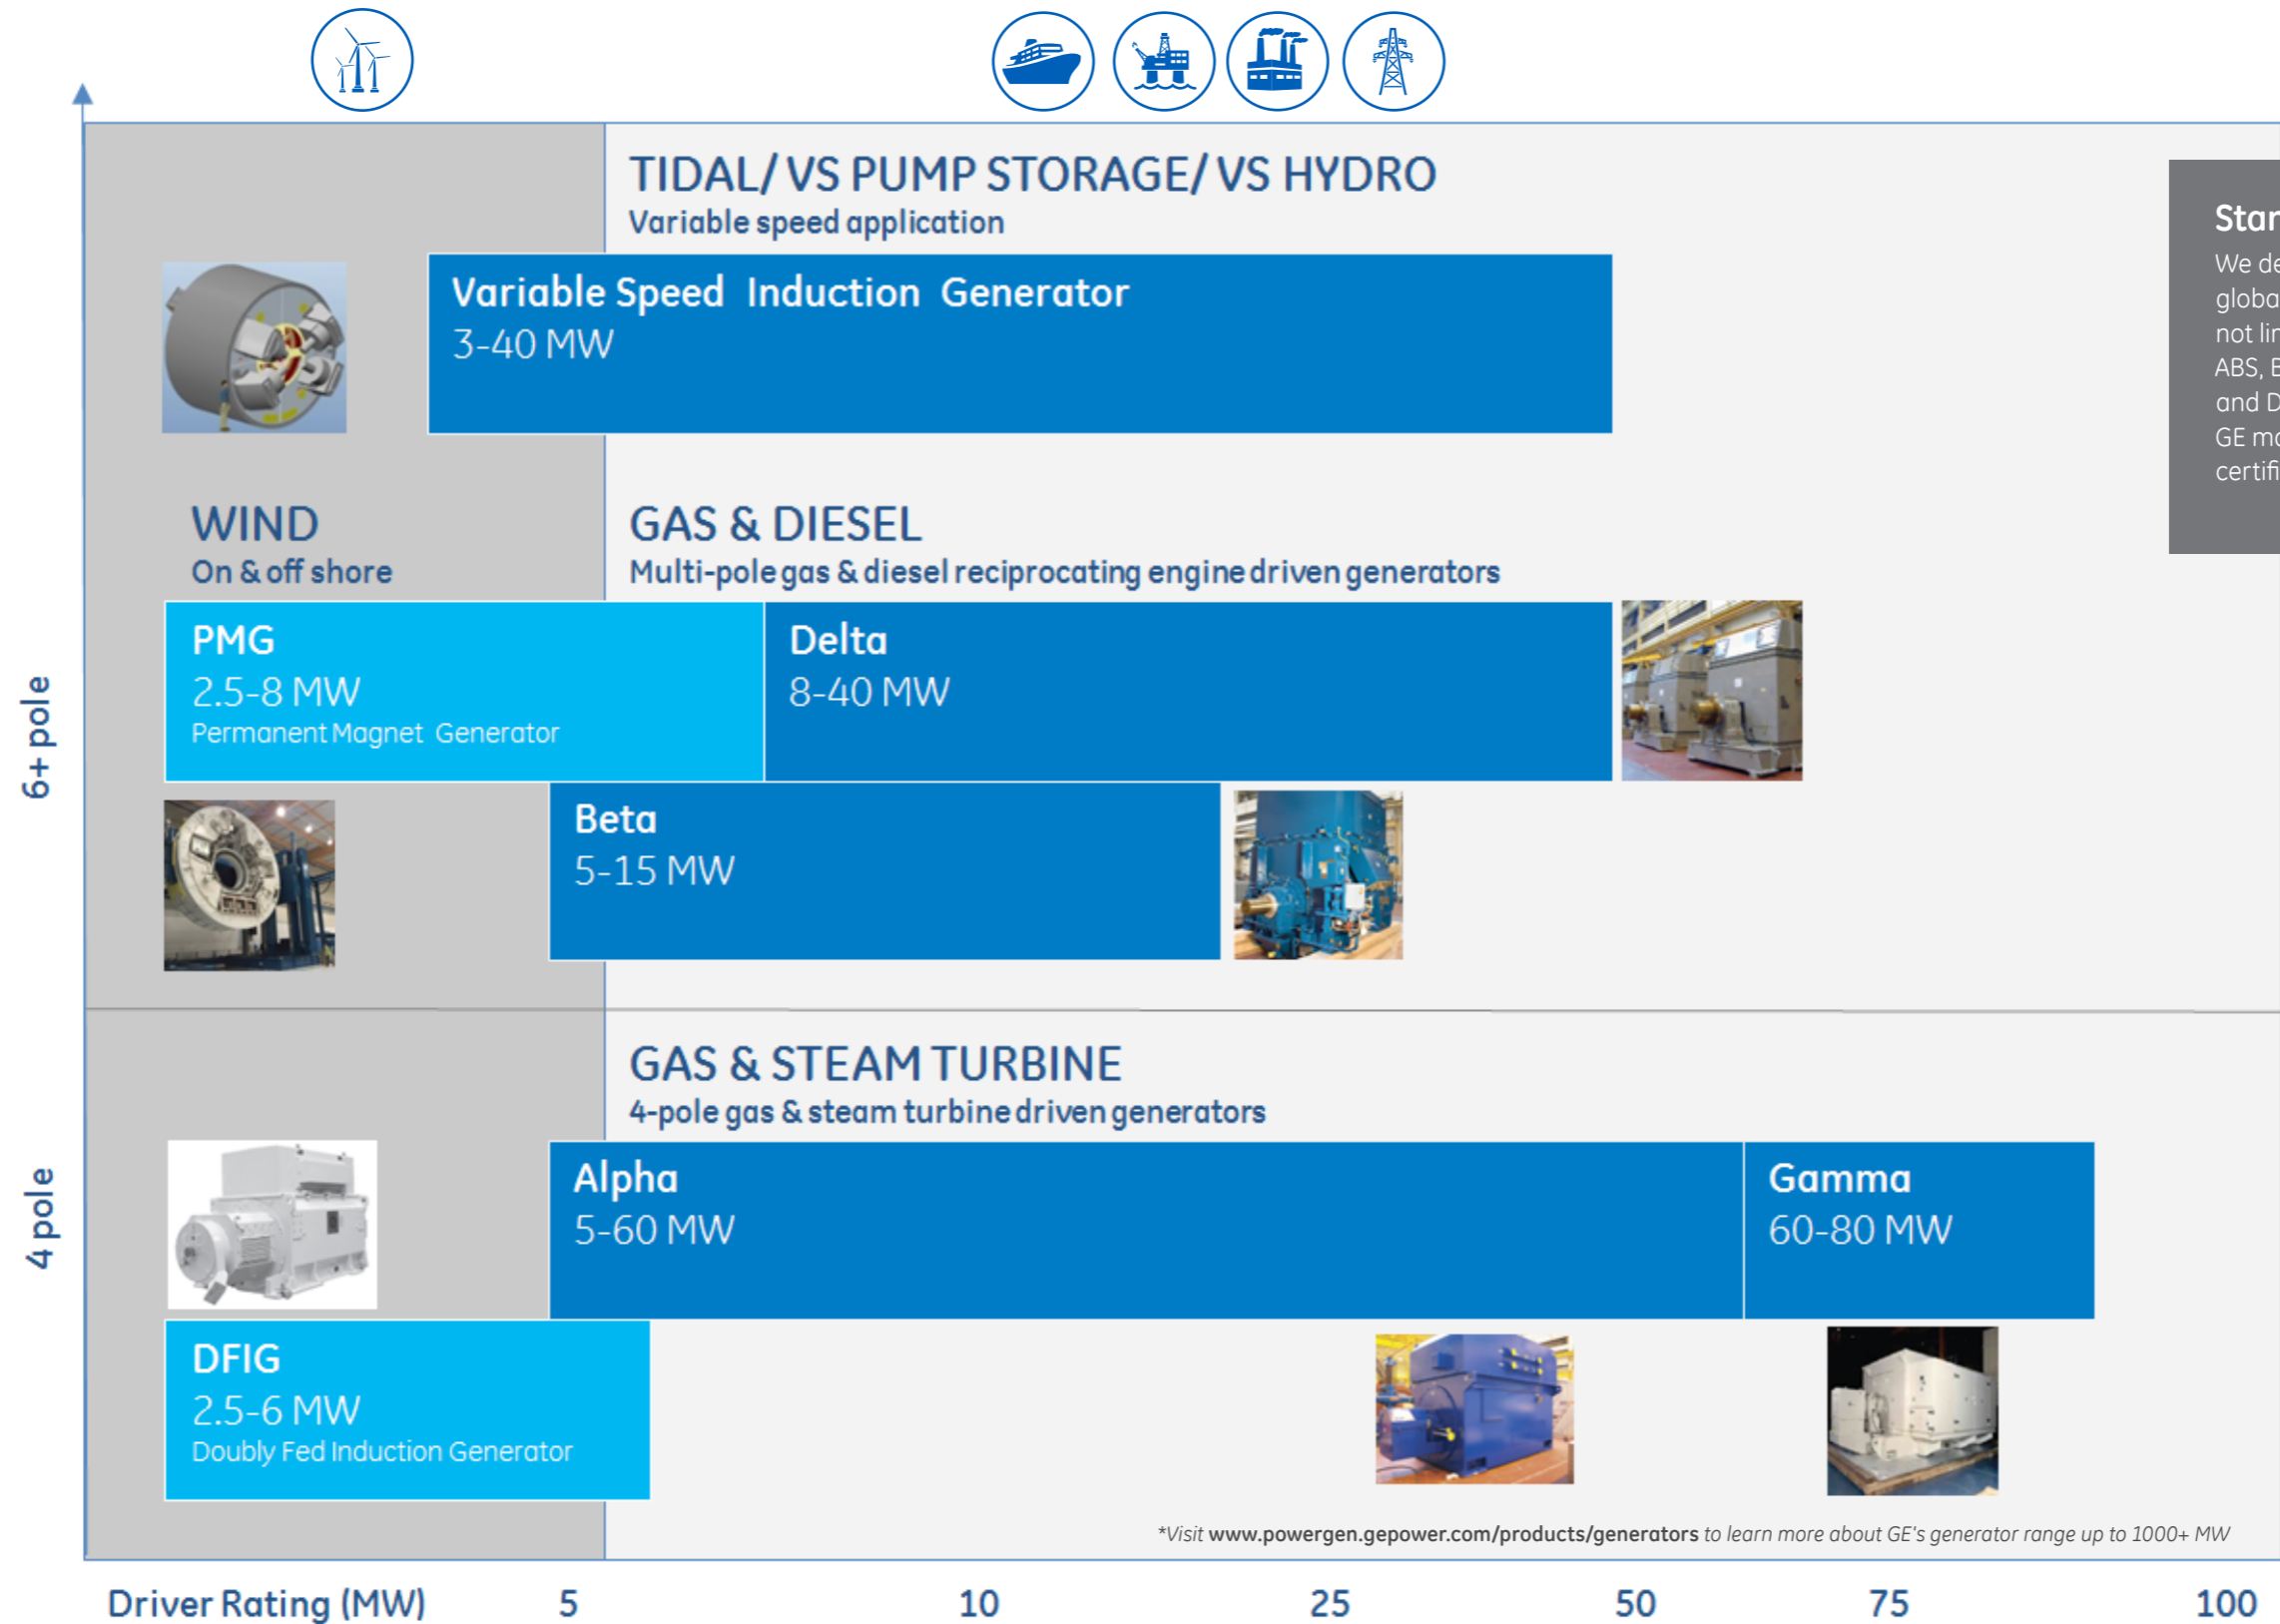 TIDAL/ VS PUMP STORAGE/ VS HYDRO
Variable speed application
Variable Speed Induction Generator
3-40 MW
WIND
On & off shore
GAS & DIESEL
Multi-pole gas & diesel reciprocating engine driven generators
PMG
2.5-8 MW
Permanent Magnet Generator
Delta
8-40 MW
Beta
5-15 MW
6+ pole
GAS & STEAM TURBINE
4-pole gas & steam turbine driven generators
Alpha
5-60 MW
Gamma
60-80 MW
4 pole
DFIG
2.5-6 MW
Doubly Fed Induction Generator
*Visit www.powergen.gepower.com/products/generators to learn more about GE's generator range up to 1000+ MW
Driver Rating (MW) 5 10 25 50 75 100
We
not
ABS,
and
GE